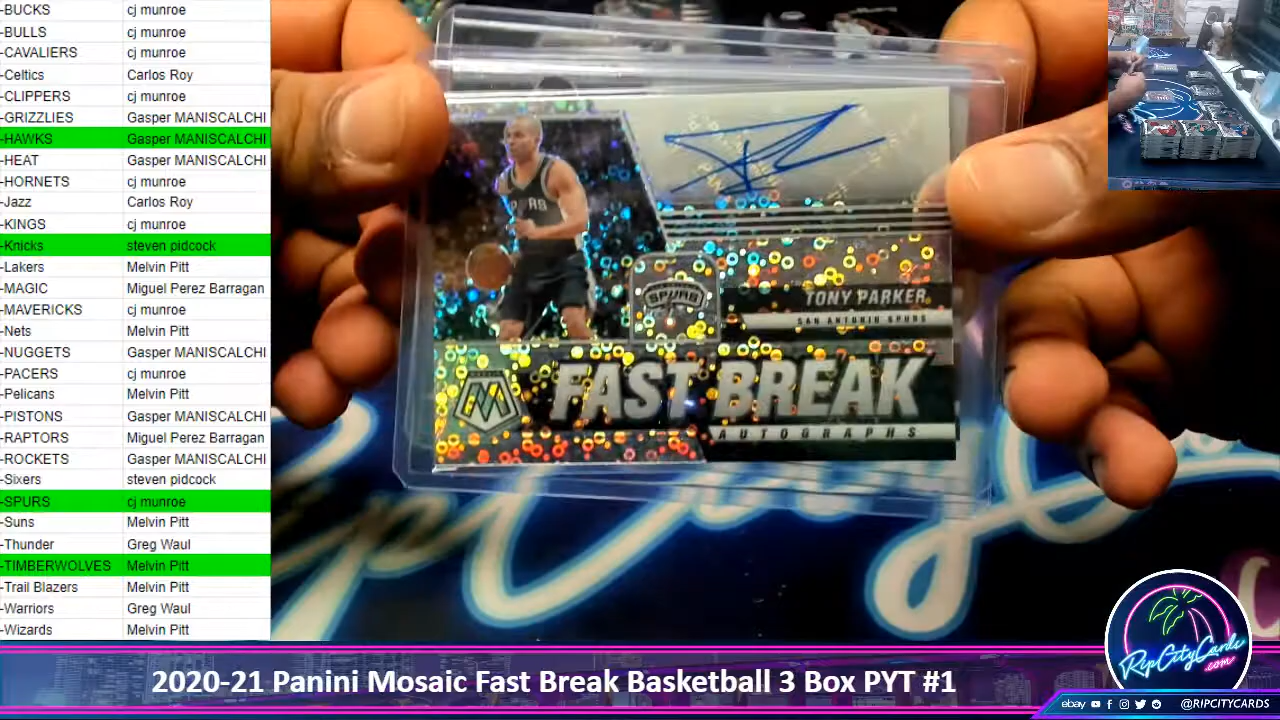 -BUCKS cj munroe
-BULLS cj munroe
-CAVALIERS cj munroe
-Celtics Carlos Roy
-CLIPPERS cj munroe
-GRIZZLIES Gasper MANISCALCHI
-HAWKS Gasper MANISCALCHI
-HEAT Gasper MANISCALCHI
-HORNETS cj munroe
-Jazz Carlos Roy
-KINGS cj munroe
-Knicks steven pidcock
-Lakers Melvin Pitt
-MAGIC Miguel Perez Barragan
-MAVERICKS cj munroe
-Nets Melvin Pitt
-NUGGETS Gasper MANISCALCHI
-PACERS cj munroe
-Pelicans Melvin Pitt
-PISTONS Gasper MANISCALCHI
-RAPTORS Miguel Perez Barragan
-ROCKETS Gasper MANISCALCHI
-Sixers steven pidcock
-SPURS cj munroe
-Suns Melvin Pitt
-Thunder Greg Waul
-TIMBERWOLVES Melvin Pitt
-Trail Blazers Melvin Pitt
-Warriors Greg Waul
-Wizards Melvin Pitt
SPURS
TONY PARKER
SAN ANTONIO SPURS
FAST BREAK
AUTOGRAPHS
RipCityCards
.com
2020-21 Panini Mosaic Fast Break Basketball 3 Box PYT #1
ebay @RIPCITYCARDS